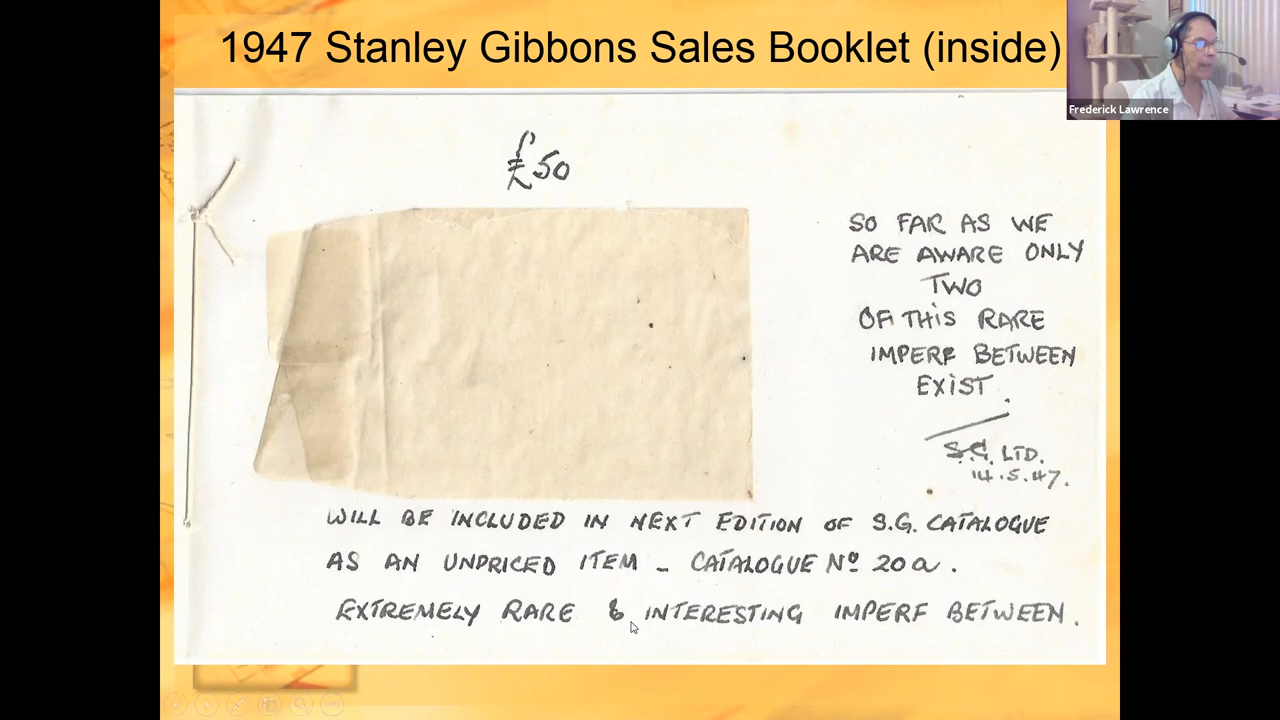 1947 Stanley Gibbons Sales Booklet (inside)
Frederick Lawrence
£50
SO FAR AS WE
ARE AWARE ONLY
TWO
OF THIS RARE
IMPERF BETWEEN
EXIST.
S.G. LTD.
14.5.47.
WILL BE INCLUDED IN NEXT EDITION OF S.G. CATALOGUE
AS AN UNPRICED ITEM - CATALOGUE Nº 20a.
EXTREMELY RARE & INTERESTING IMPERF BETWEEN.